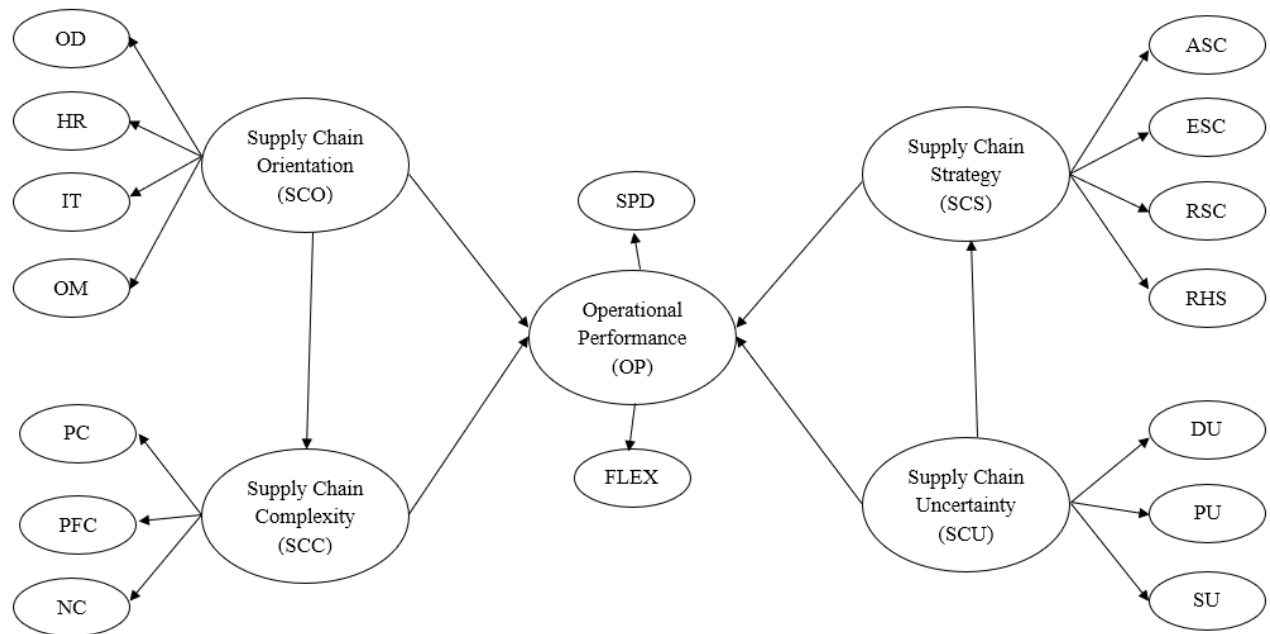 OD
HR
IT
OM
Supply Chain
Orientation
(SCO)
PC
PFC
NC
Supply Chain
Complexity
(SCC)
SPD
Operational
Performance
(OP)
FLEX
Supply Chain
Strategy
(SCS)
ASC
ESC
RSC
RHS
Supply Chain
Uncertainty
(SCU)
DU
PU
SU